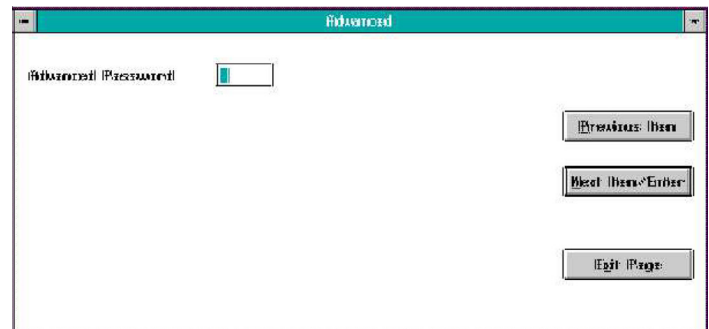 Advanced
Advanced Password
Previous Item
Next Item/Enter
Exit Page